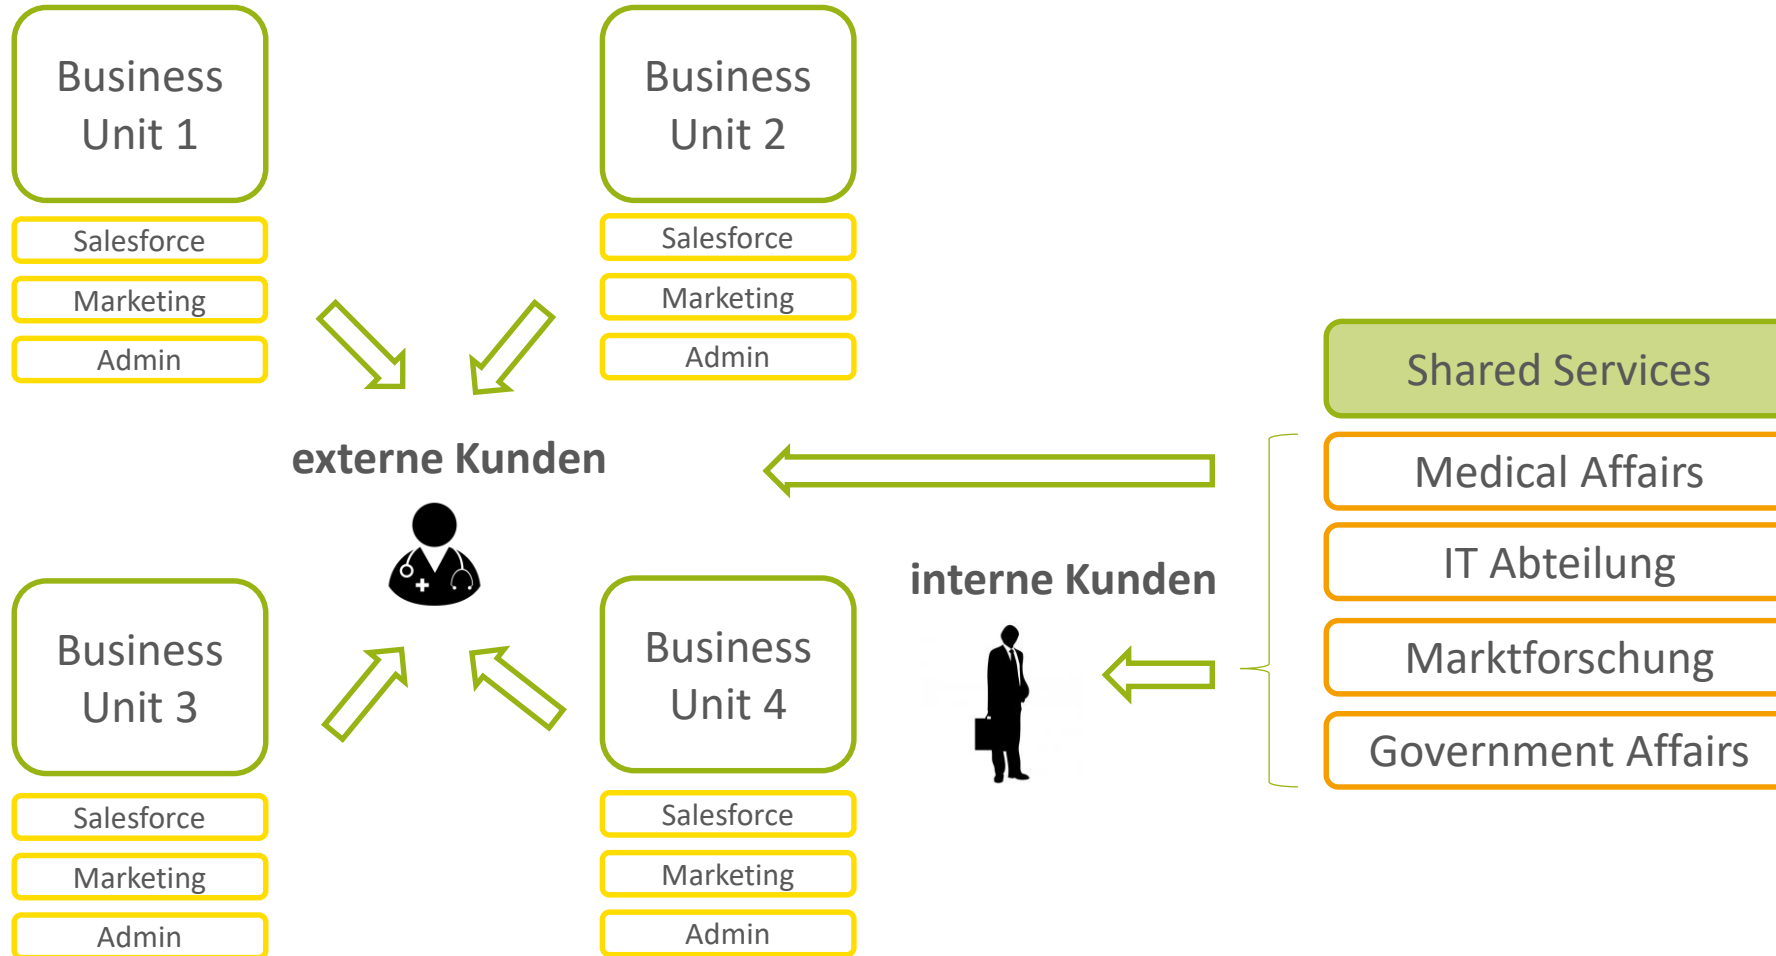 Business
Unit 1
Salesforce
Marketing
Admin
Business
Unit 2
Salesforce
Marketing
Admin
externe Kunden
Business
Unit 3
Salesforce
Marketing
Admin
Business
Unit 4
Salesforce
Marketing
Admin
interne Kunden
Shared Services
Medical Affairs
IT Abteilung
Marktforschung
Government Affairs